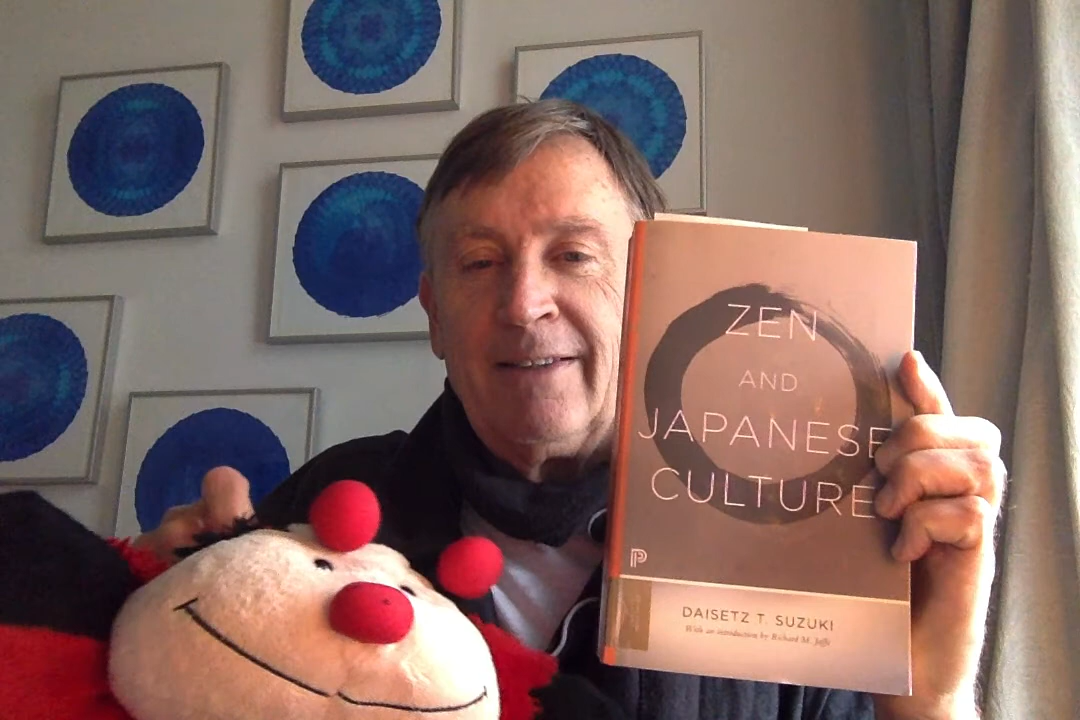 ZEN
AND
JAPANESE
CULTURE
P
DAISETZ T. SUZUKI
With an introduction by Richard M. Jaffe